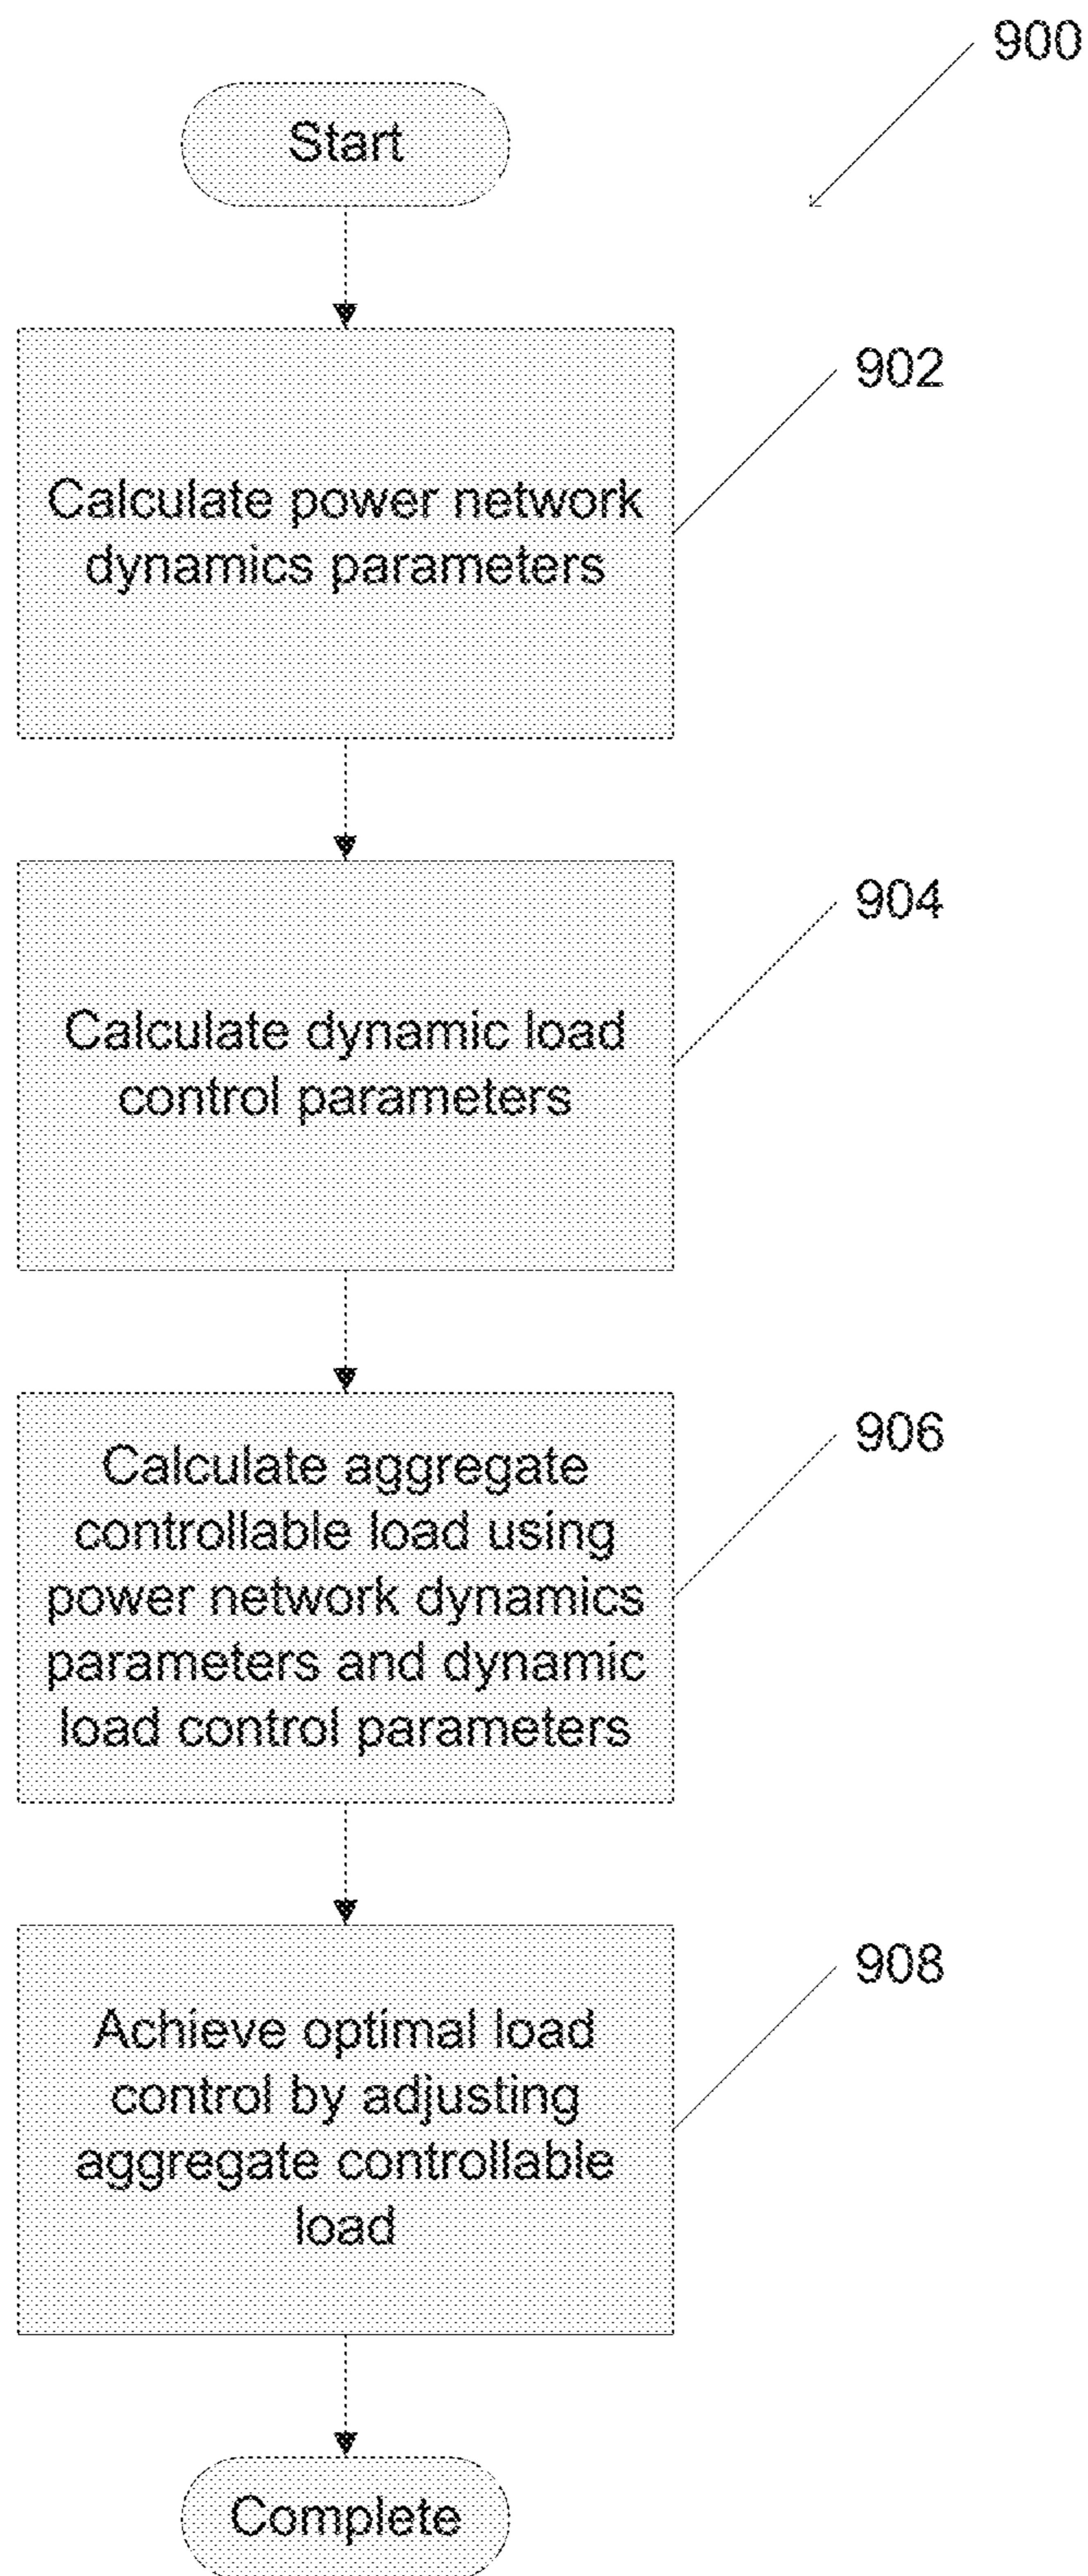 900
Start
902
Calculate power network
dynamics parameters
904
Calculate dynamic load
control parameters
906
Calculate aggregate
controllable load using
power network dynamics
parameters and dynamic
load control parameters
908
Achieve optimal load
control by adjusting
aggregate controllable
load
Complete